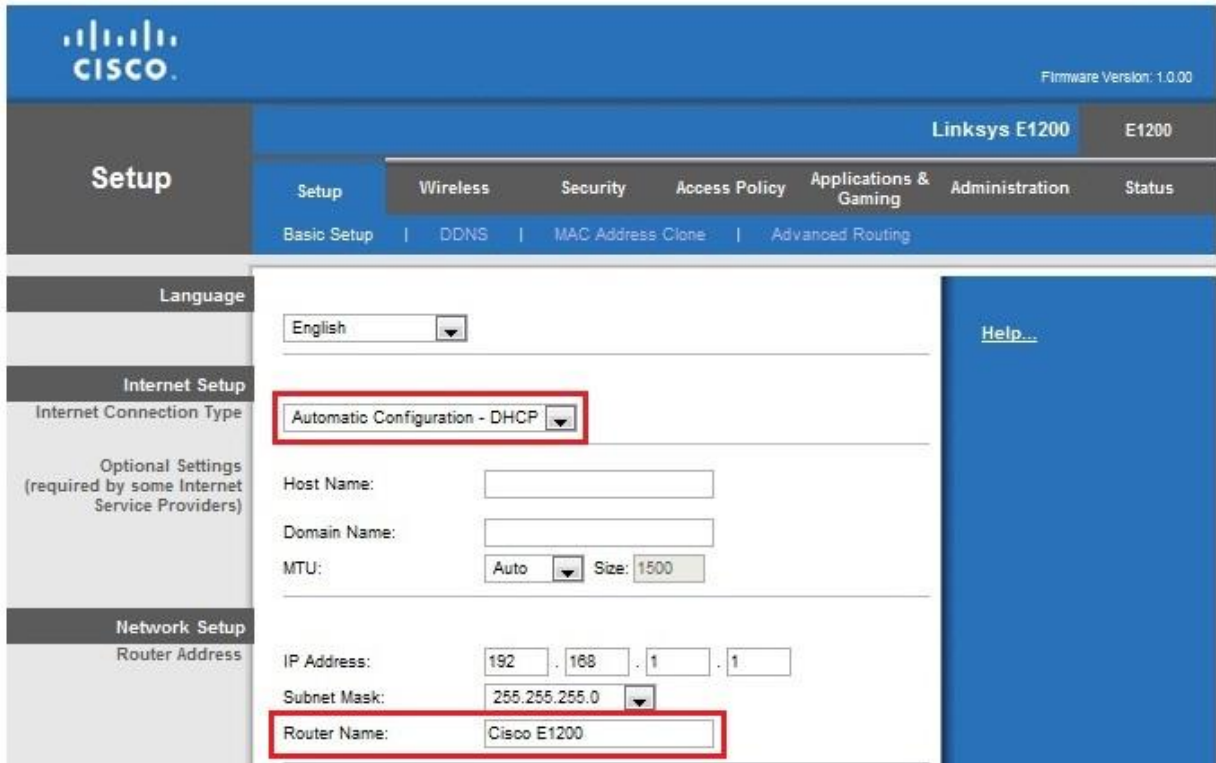 CISCO.
Firmware Version: 1.0.00
Linksys E1200 E1200
Setup
Setup Wireless Security Access Policy Applications & Gaming Administration Status
Basic Setup | DDNS | MAC Address Clone | Advanced Routing
Language
English
Help...
Internet Setup
Internet Connection Type
Automatic Configuration - DHCP
Optional Settings
(required by some Internet
Service Providers)
Host Name:
Domain Name:
MTU: Auto Size: 1500
Network Setup
Router Address
IP Address: 192 . 168 . 1 . 1
Subnet Mask: 255.255.255.0
Router Name: Cisco E1200